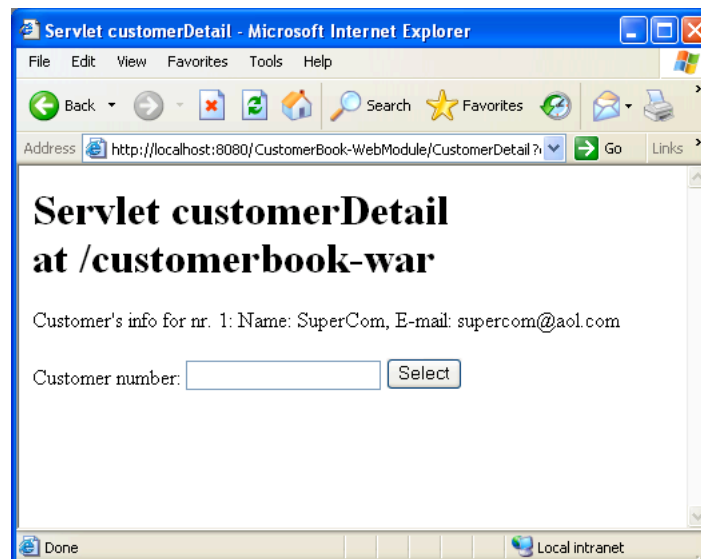 Servlet customerDetail - Microsoft Internet Explorer
File Edit View Favorites Tools Help
Back Search Favorites
Address http://localhost:8080/CustomerBook-WebModule/CustomerDetail? Go Links
Servlet customerDetail
at /customerbook-war
Customer's info for nr. 1: Name: SuperCom, E-mail: supercom@aol.com
Customer number: Select
Done Local intranet